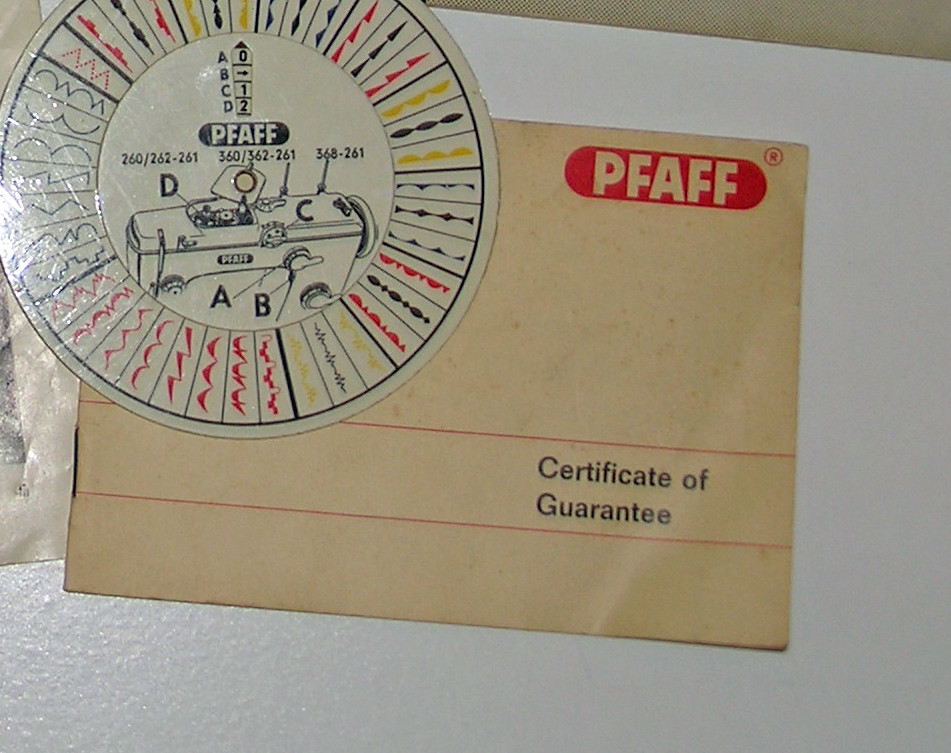 A 0
B →
C 1
D 2
PFAFF
260/262-261 360/362-261 368-261
D
C
PFAFF
A B
PFAFF ®
Certificate of
Guarantee